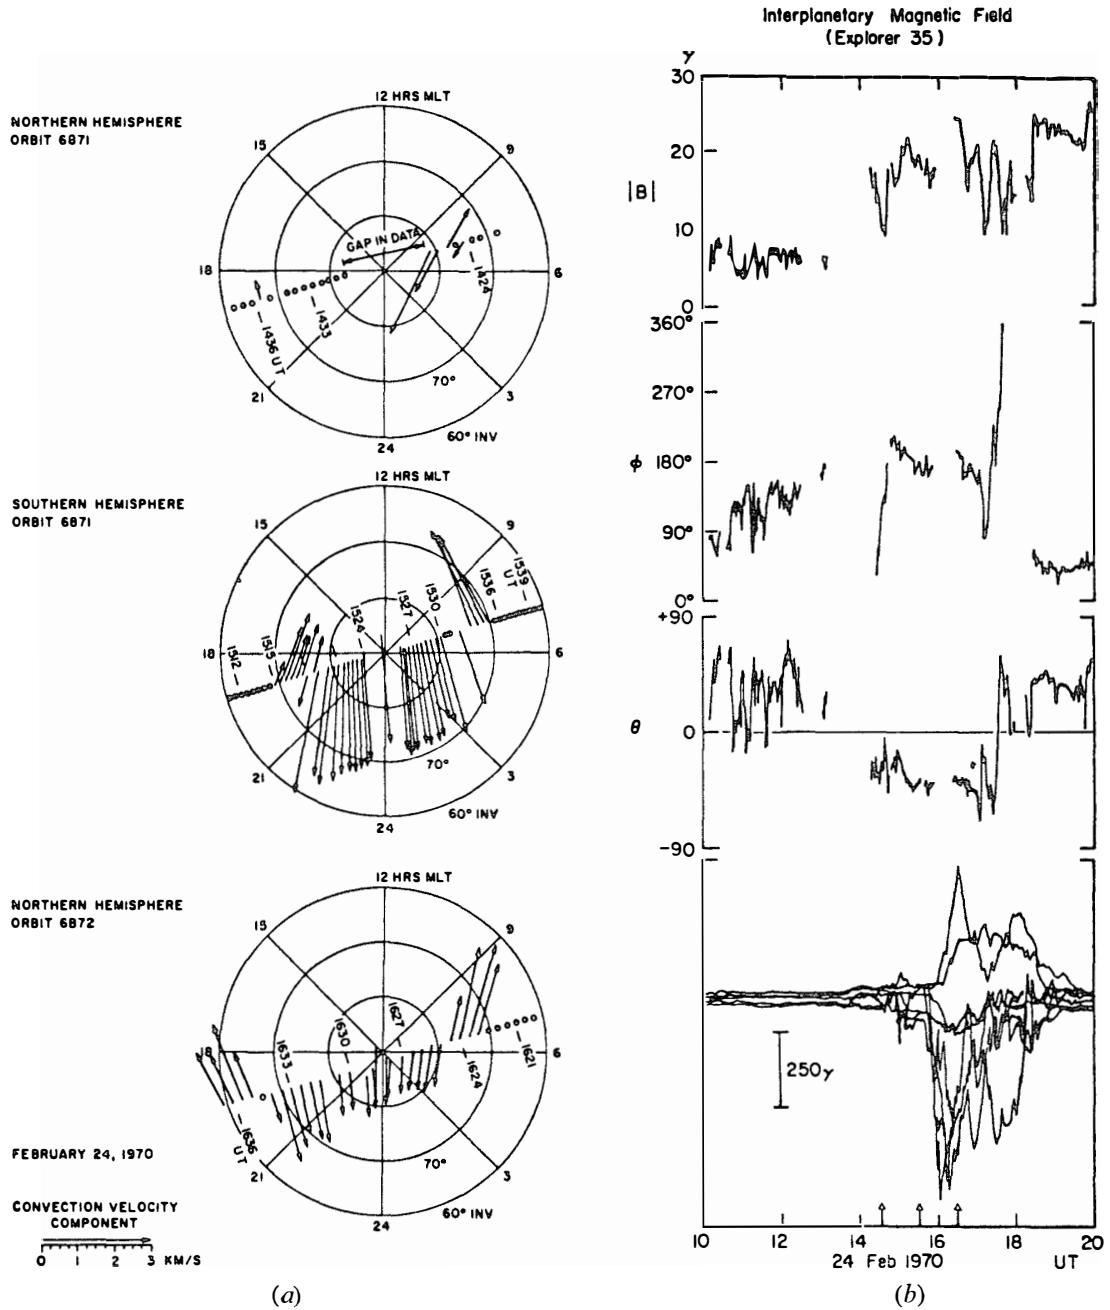 Interplanetary Magnetic Field
(Explorer 35)
NORTHERN HEMISPHERE
ORBIT 6871
12 HRS MLT
15
9
GAP IN DATA
18
6
1424
1433
1436 UT
21
3
70°
60° INV
24
SOUTHERN HEMISPHERE
ORBIT 6871
12 HRS MLT
15
9
1539
UT
1536
1530
1527
1524
1515
1512
18
6
21
3
70°
60° INV
24
NORTHERN HEMISPHERE
ORBIT 6872
12 HRS MLT
15
9
1627
1630
1633
18
6
1621
1624
1636
UT
21
3
70°
60° INV
24
FEBRUARY 24, 1970
CONVECTION VELOCITY
COMPONENT
0 1 2 3 KM/S
(a)
γ
30
20
|B|
10
0
360°
270°
ϕ 180°
90°
0°
+90
θ 0
-90
250γ
10 12 14 16 18 20
24 Feb 1970 UT
(b)